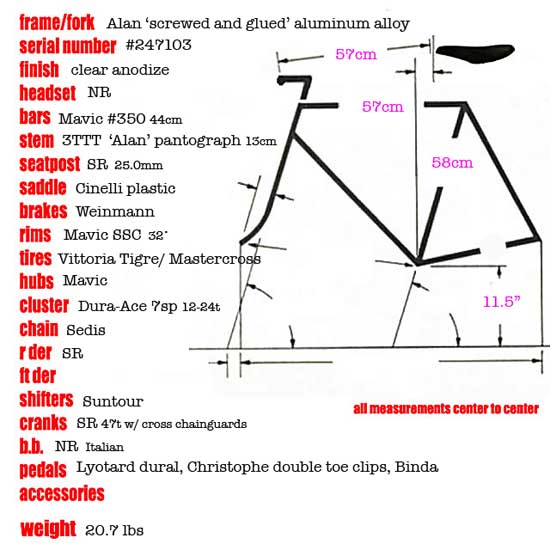 frame/fork Alan ‘screwed and glued’ aluminum alloy
serial number #247103
57cm
finish clear anodize
headset NR
57cm
bars Mavic #350 44cm
stem 3TTT ‘Alan’ pantograph 13cm
58cm
seatpost SR 25.0mm
saddle Cinelli plastic
brakes Weinmann
rims Mavic SSC 32°
tires Vittoria Tigre/ Mastercross
hubs Mavic
11.5”
cluster Dura-Ace 7sp 12-24t
chain Sedis
r der SR
ft der
shifters Suntour
all measurements center to center
cranks SR 47t w/ cross chainguards
b.b. NR Italian
pedals Lyotard dural, Christophe double toe clips, Binda
accessories
weight 20.7 lbs